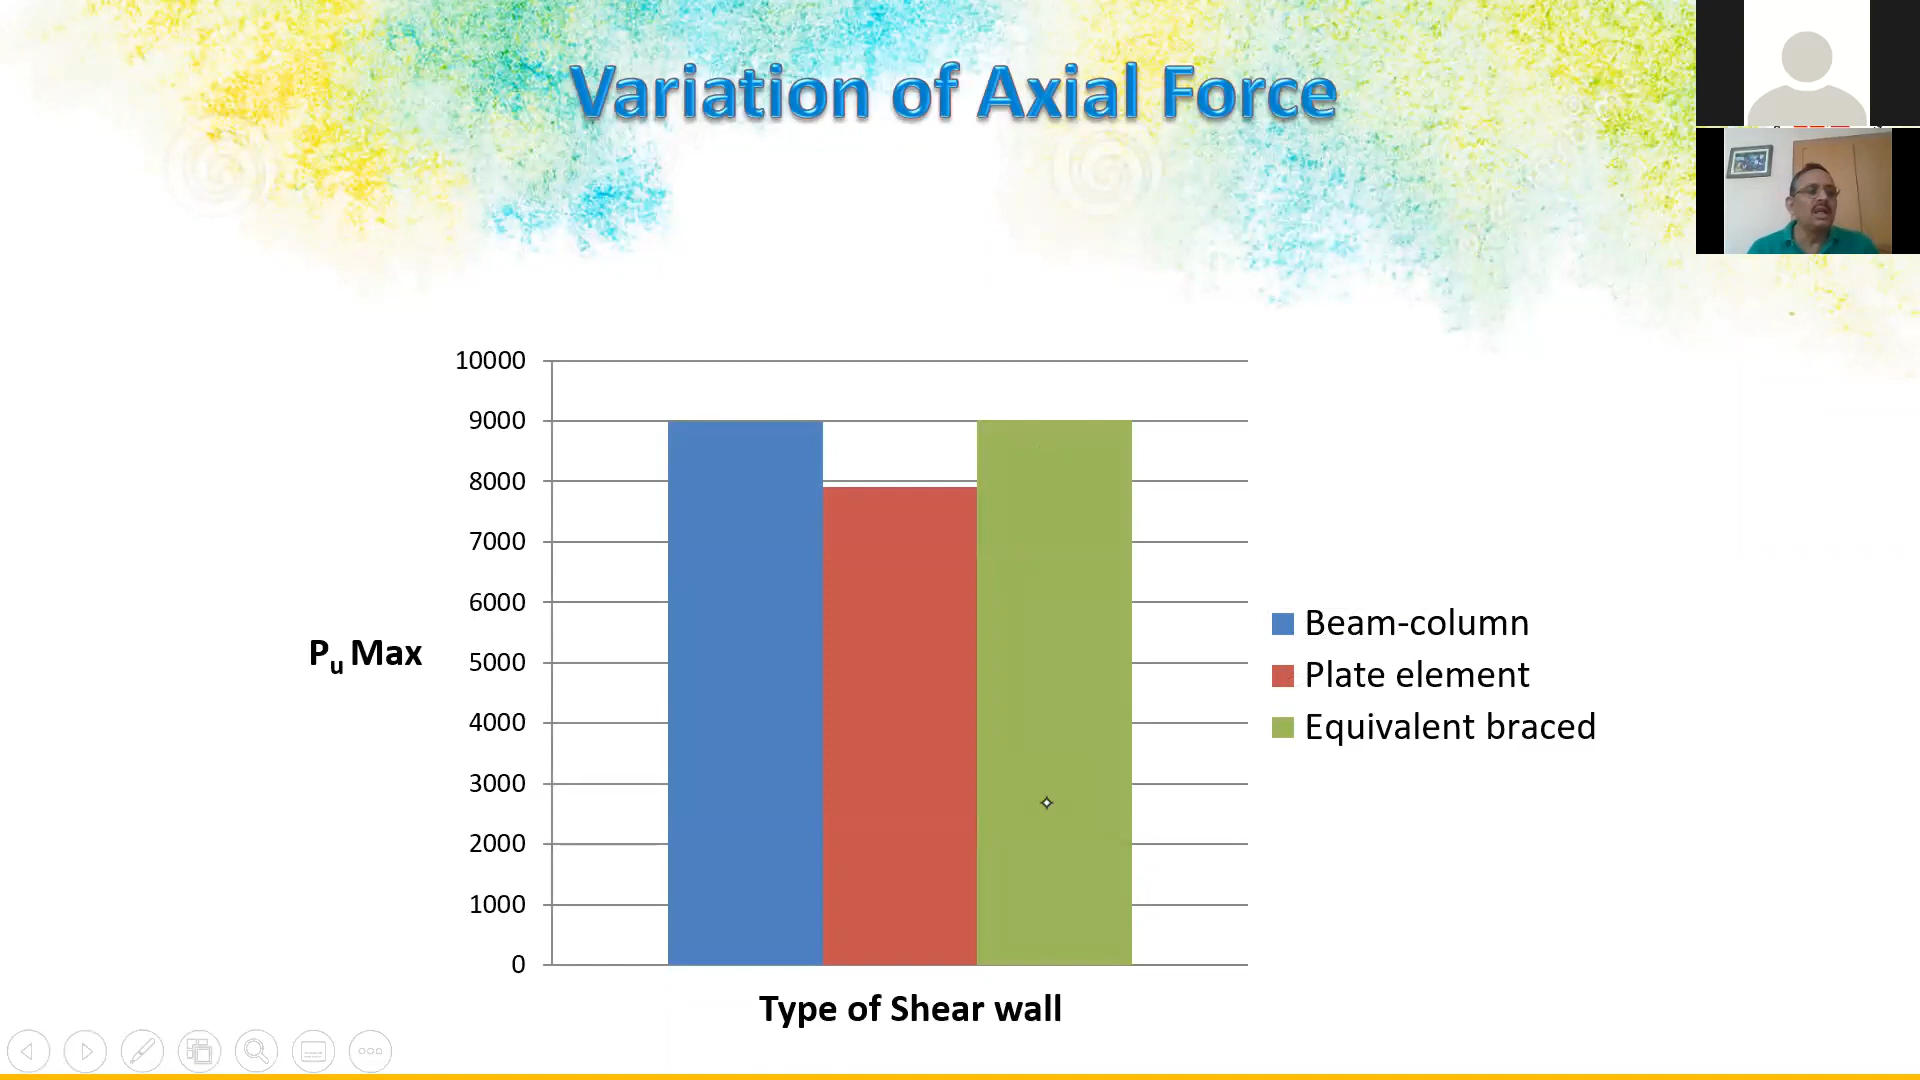 Variation of Axial Force
10000
9000
8000
7000
6000
5000
4000
3000
2000
1000
0
Pu Max
Beam-column
Plate element
Equivalent braced
Type of Shear wall